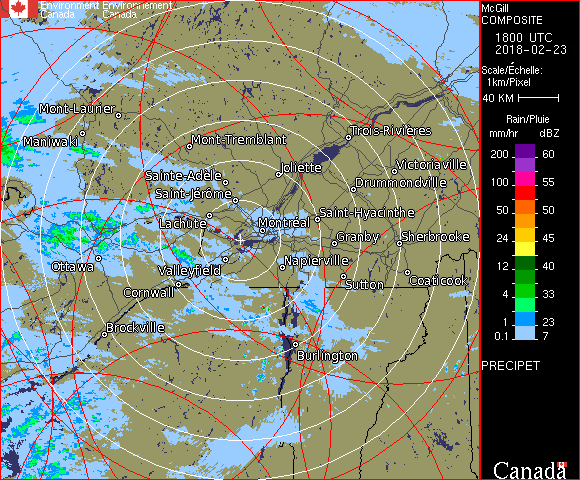 Environment Environnement
Canada Canada
McGill
COMPOSITE
1800 UTC
2018-02-23
Scale/Échelle:
1km/Pixel
40 KM
Rain/Pluie
mm/hr dBZ
200 60
100 55
50 50
24 45
12 40
4 33
1 23
0.1 7
PRECIPET
Canada
Mont-Laurier
Maniwaki
Mont-Tremblant
Trois-Rivières
Sainte-Adèle
Joliette
Victoriaville
Saint-Jérôme
Drummondville
Lachute
Montréal
Saint-Hyacinthe
Granby
Sherbrooke
Ottawa
Valleyfield
Napierville
Cornwall
Sutton
Coaticook
Brockville
Burlington